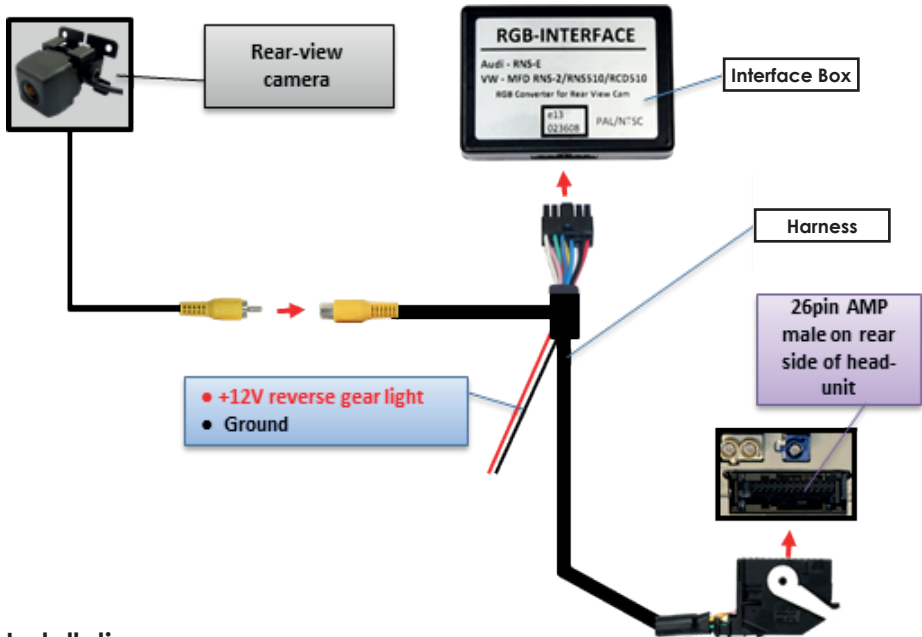 Rear-view
camera
RGB-INTERFACE
Audi - RNS-E
VW - MFD RNS-2/RNS510/RCD510
RGB Converter for Rear View Cam
e13
023608
PAL/NTSC
Interface Box
Harness
26pin AMP
male on rear
side of head-
unit
● +12V reverse gear light
● Ground